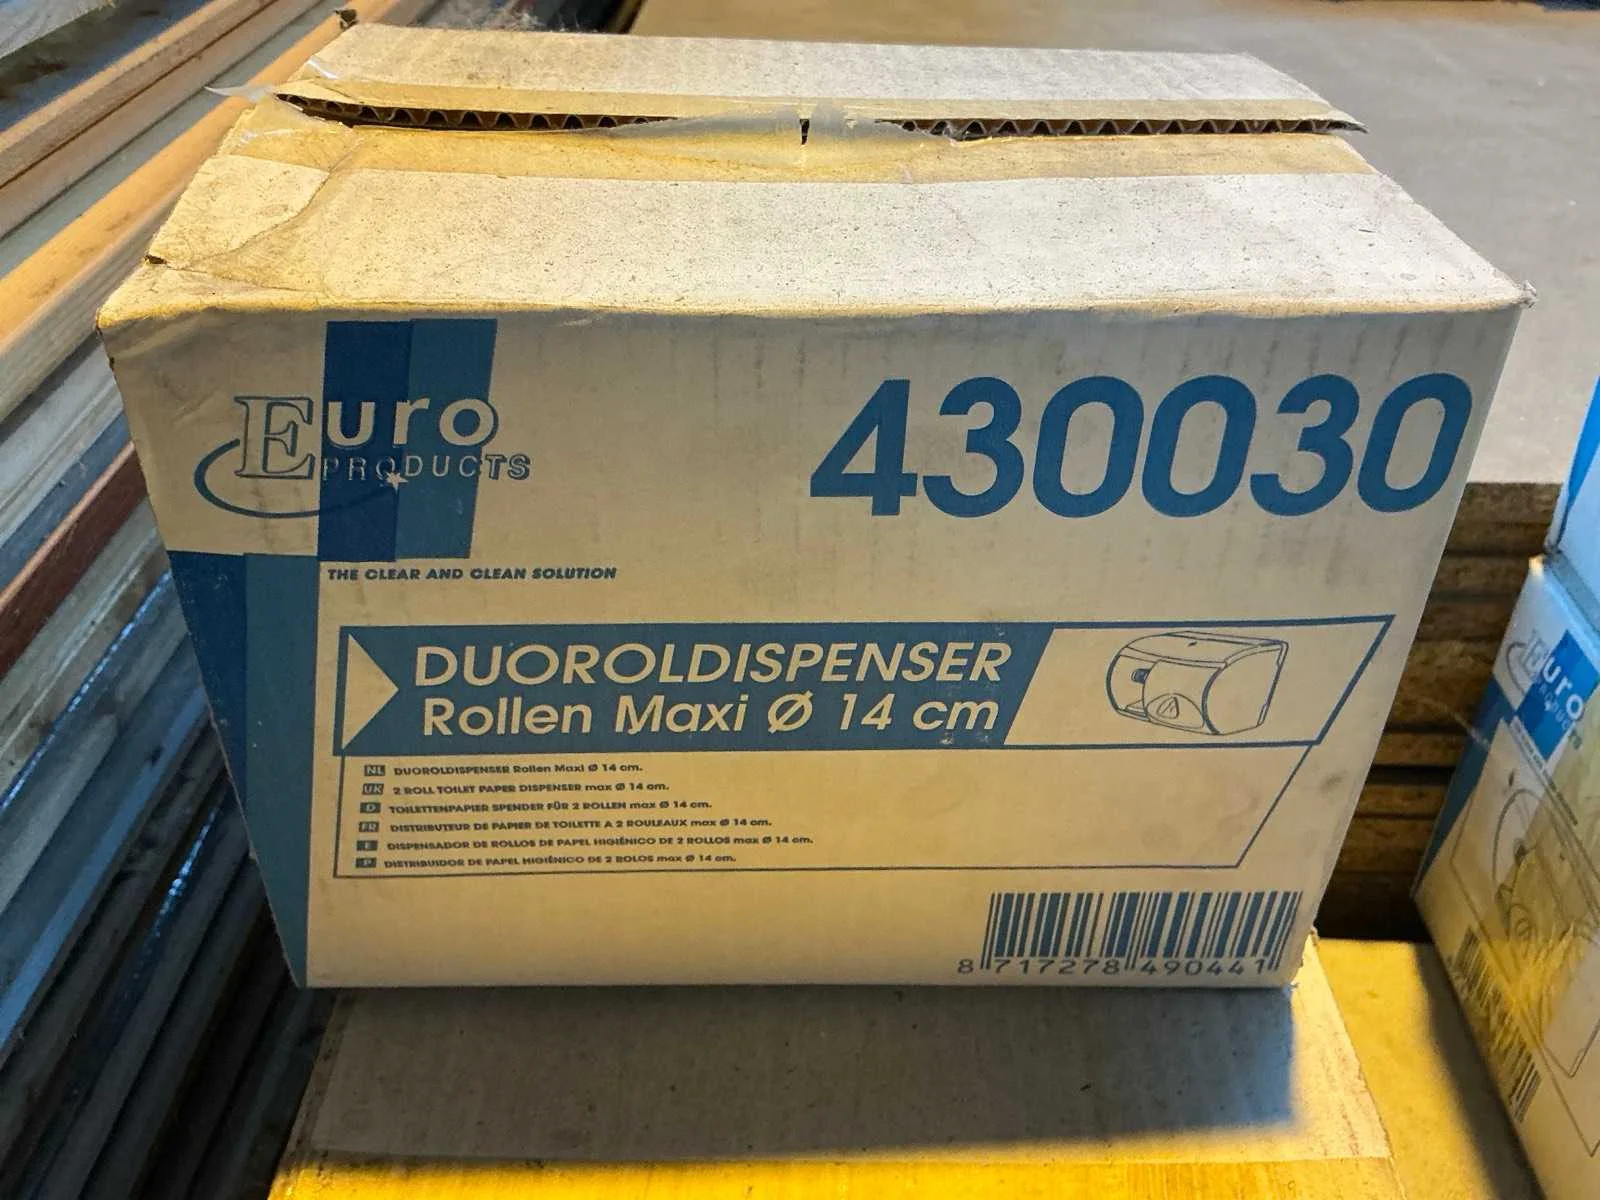 Euro
PRODUCTS
430030
THE CLEAR AND CLEAN SOLUTION
DUOROLDISPENSER
Rollen Maxi Ø 14 cm
NL DUOROLDISPENSER Rollen Maxi Ø 14 cm.
UK 2 ROLL TOILET PAPER DISPENSER max Ø 14 cm.
D TOILETTENPAPIER SPENDER FÜR 2 ROLLEN max Ø 14 cm.
FR DISTRIBUTEUR DE PAPIER DE TOILETTE A 2 ROULEAUX max Ø 14 cm.
E DISPENSADOR DE ROLLOS DE PAPEL HIGIÉNICO DE 2 ROLLOS max Ø 14 cm.
P DISTRIBUIDOR DE PAPEL HIGIÉNICO DE 2 ROLOS max Ø 14 cm.
8 717278 490441
Euro
PRODUCTS